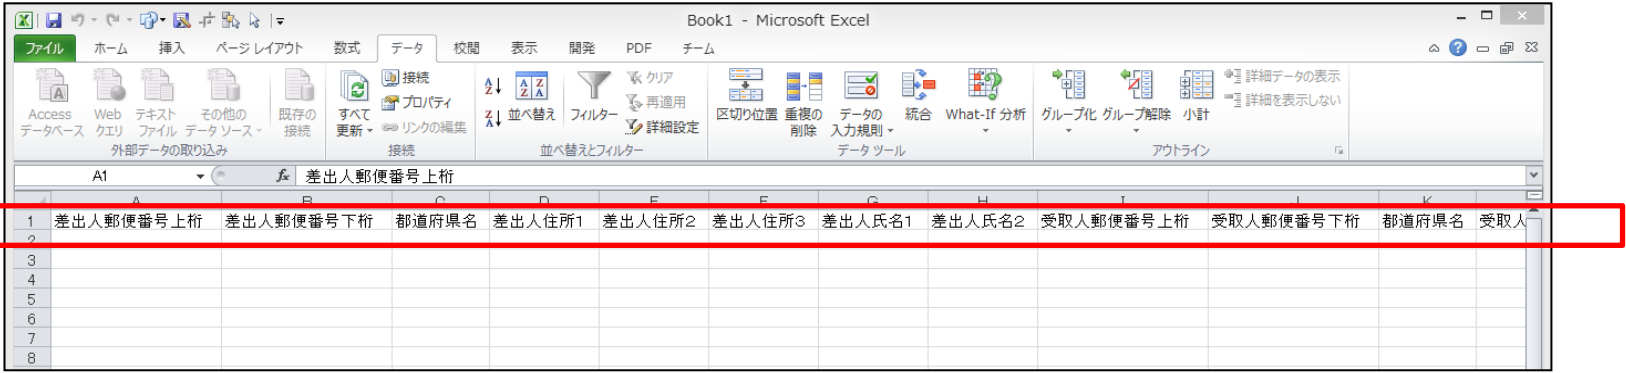 Book1 - Microsoft Excel
ファイル ホーム 挿入 ページ レイアウト 数式 データ 校閲 表示 開発 PDF チーム
Access データベース Web クエリ テキスト ファイル その他の データ ソース 既存の 接続 すべて 更新 接続 プロパティ リンクの編集 並べ替え フィルター クリア 再適用 詳細設定 区切り位置 重複の 削除 データの 入力規則 統合 What-If 分析 グループ化 グループ解除 小計 詳細データの表示 詳細を表示しない
外部データの取り込み 接続 並べ替えとフィルター データ ツール アウトライン
A1 fx 差出人郵便番号上桁
1 差出人郵便番号上桁 差出人郵便番号下桁 都道府県名 差出人住所1 差出人住所2 差出人住所3 差出人氏名1 差出人氏名2 受取人郵便番号上桁 受取人郵便番号下桁 都道府県名 受取人
2
3
4
5
6
7
8